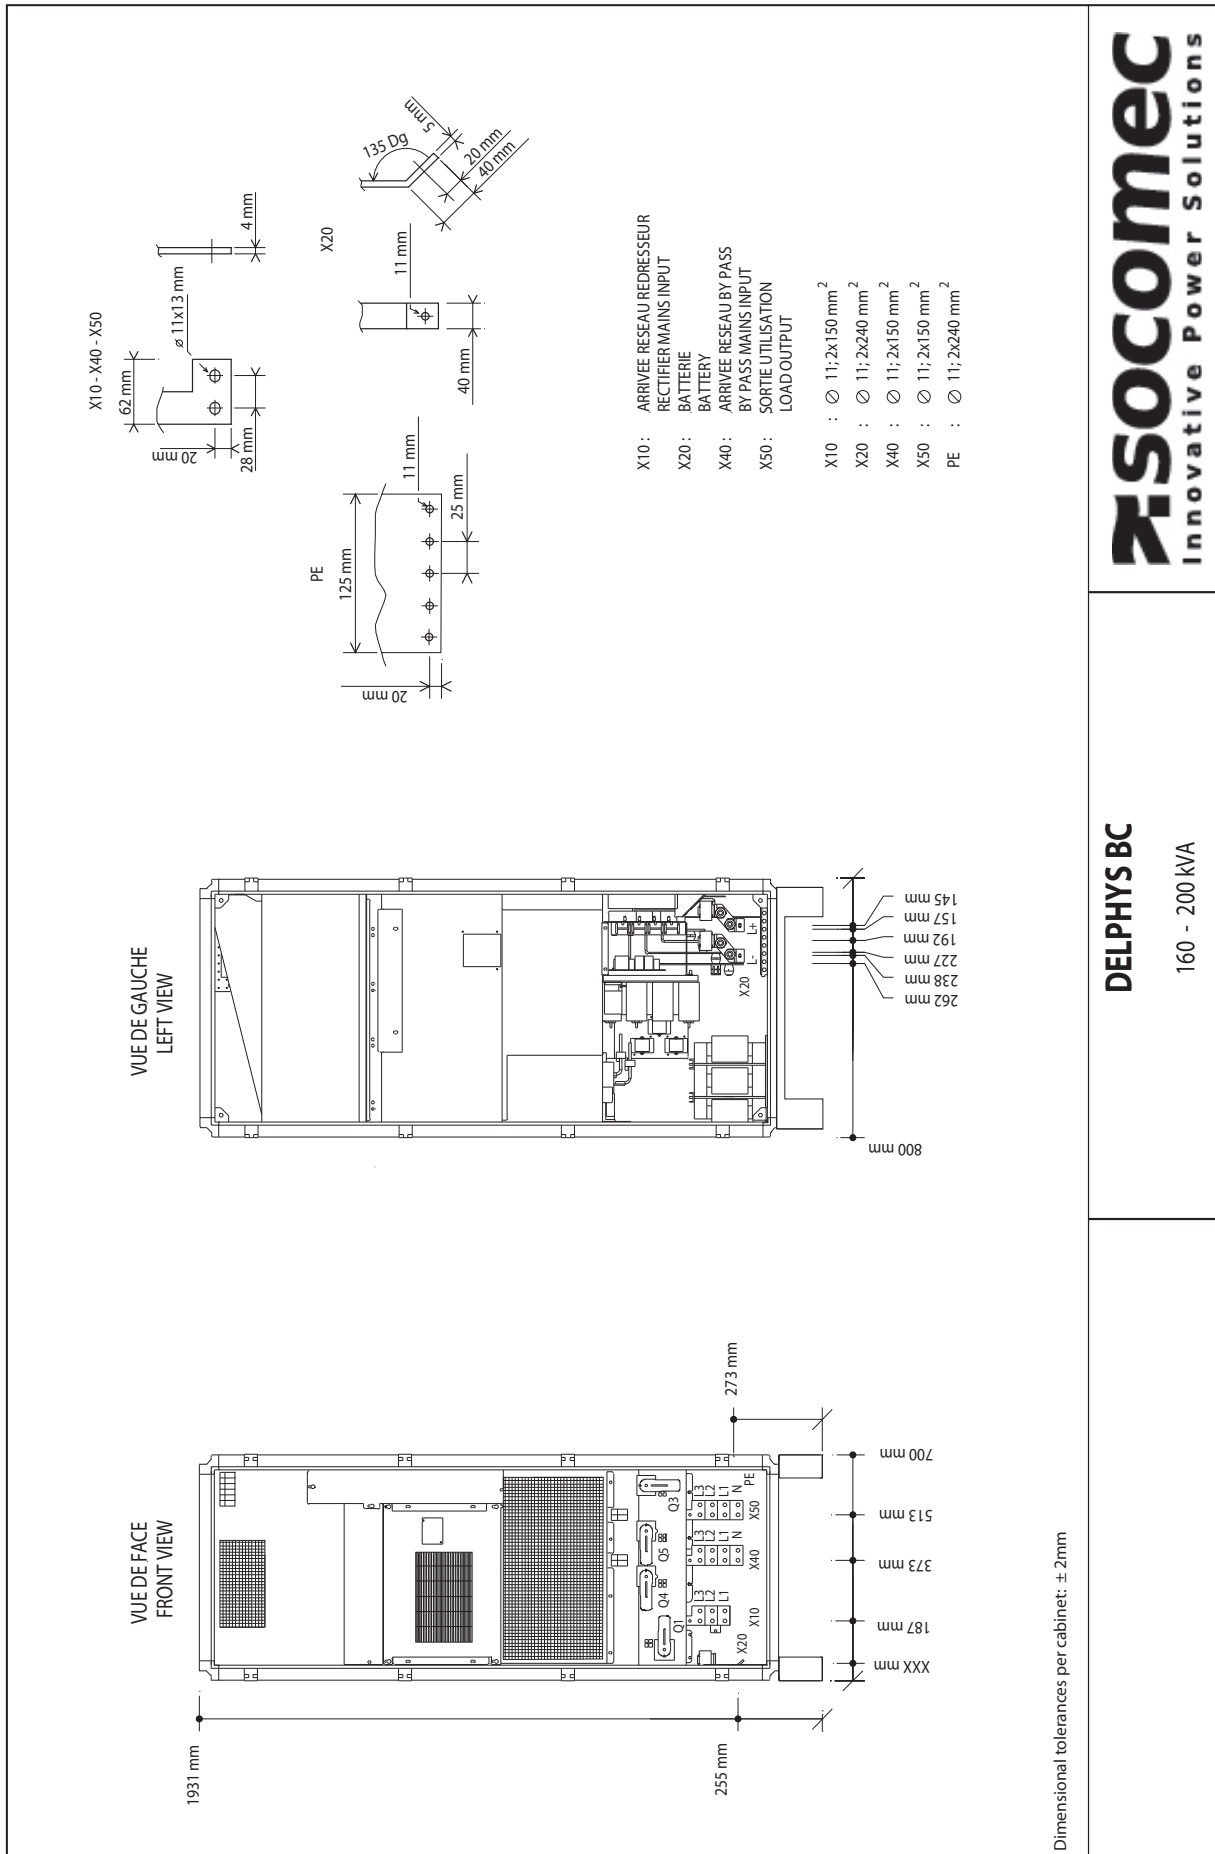 VUE DE FACE
FRONT VIEW
1931 mm
255 mm
273 mm
Q1
Q4
Q5
Q3
L3
L2
L1
L3
L2
L1
N
L3
L2
L1
N
PE
X20
X10
X40
X50
XXX mm
187 mm
373 mm
513 mm
700 mm
VUE DE GAUCHE
LEFT VIEW
X20
L-
L+
800 mm
262 mm
238 mm
227 mm
192 mm
157 mm
145 mm
X10 - X40 - X50
62 mm
ø 11x13 mm
20 mm
28 mm
4 mm
PE
125 mm
11 mm
20 mm
25 mm
X20
11 mm
40 mm
135 Dg
5 mm
20 mm
40 mm
X10 : ARRIVEE RESEAU REDRESSEUR
RECTIFIER MAINS INPUT
X20 : BATTERIE
BATTERY
X40 : ARRIVEE RESEAU BY PASS
BY PASS MAINS INPUT
X50 : SORTIE UTILISATION
LOAD OUTPUT
X10 : ∅ 11; 2x150 mm²
X20 : ∅ 11; 2x240 mm²
X40 : ∅ 11; 2x150 mm²
X50 : ∅ 11; 2x150 mm²
PE : ∅ 11; 2x240 mm²
Dimensional tolerances per cabinet: ± 2mm
DELPHYS BC
160 - 200 kVA
socomec
Innovative Power Solutions